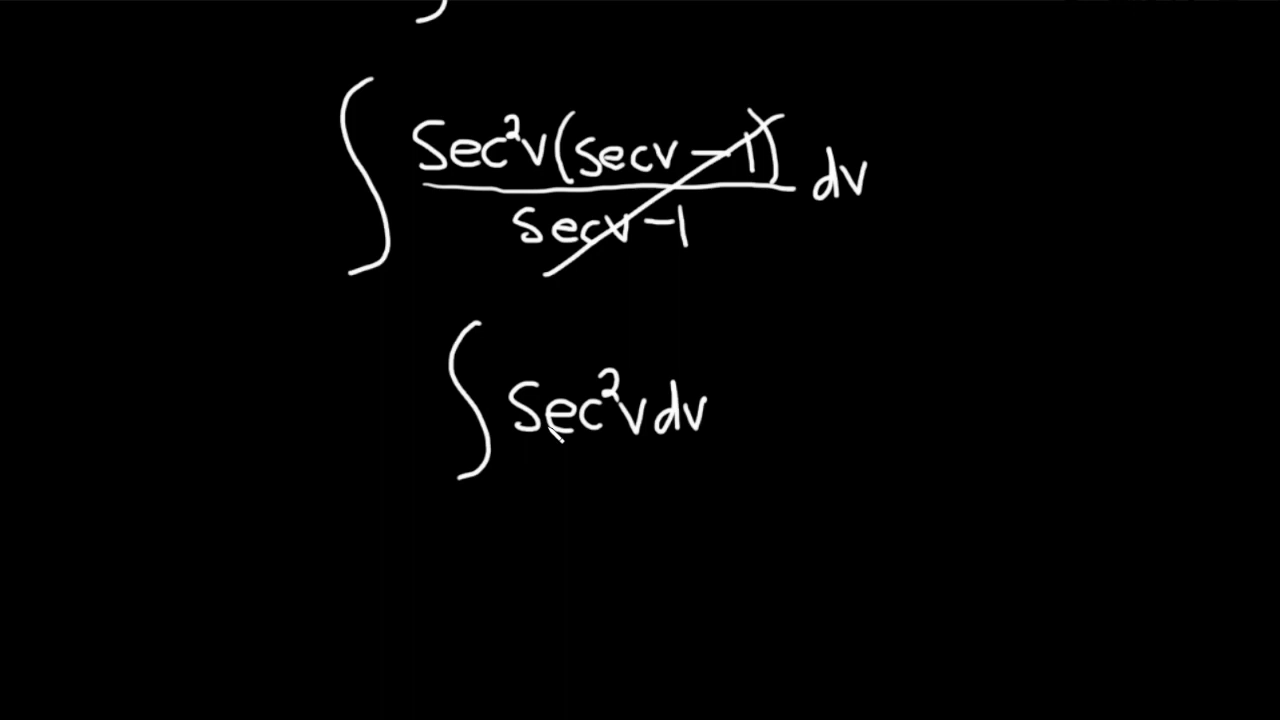 ∫ sec²v(secv - 1) / secv - 1 dv
∫ sec²v dv